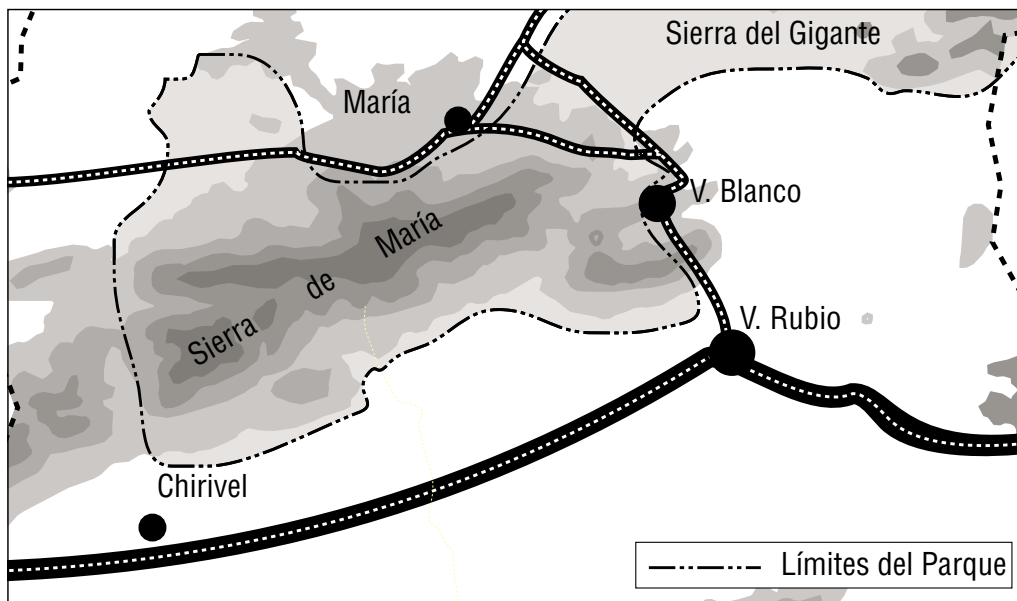 Sierra del Gigante
María
V. Blanco
Sierra de María
V. Rubio
Chirivel
Límites del Parque